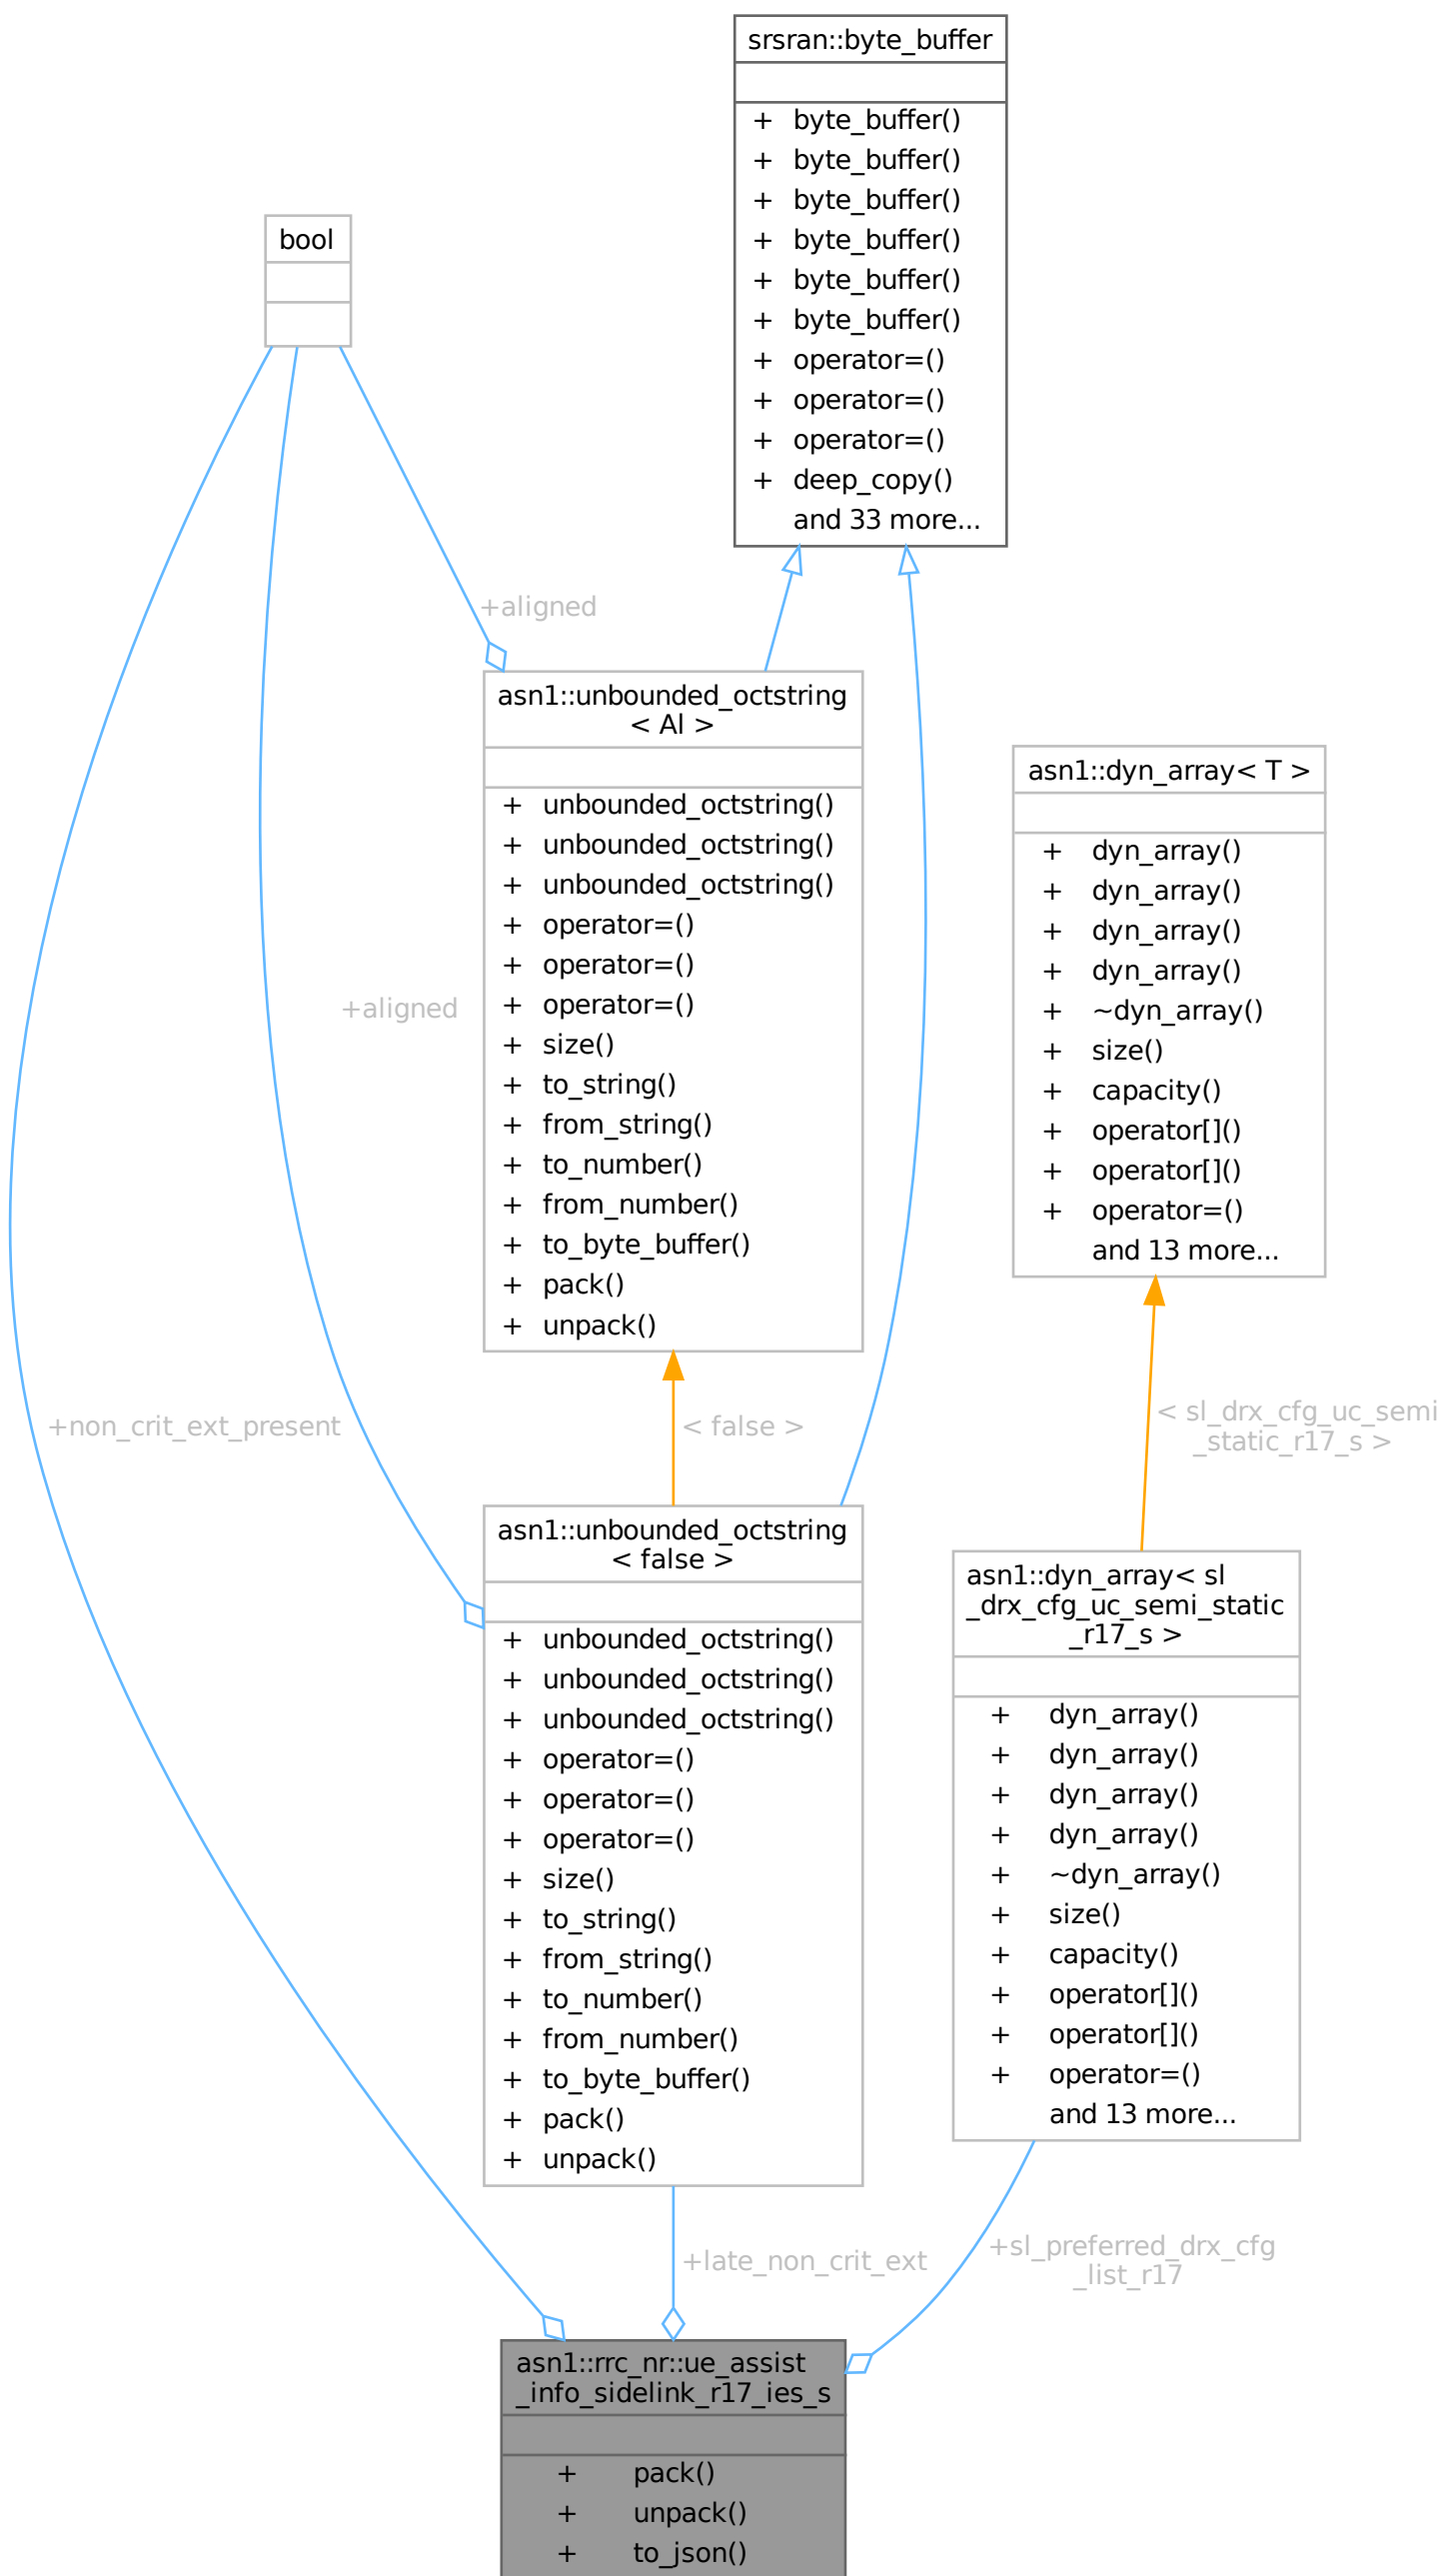 srsran::byte_buffer
+ byte_buffer()
+ byte_buffer()
+ byte_buffer()
+ byte_buffer()
+ byte_buffer()
+ byte_buffer()
+ operator=()
+ operator=()
+ operator=()
+ deep_copy()
and 33 more...
bool
+aligned
asn1::unbounded_octstring
< Al >
+ unbounded_octstring()
+ unbounded_octstring()
+ unbounded_octstring()
+ operator=()
+ operator=()
+ operator=()
+ size()
+ to_string()
+ from_string()
+ to_number()
+ from_number()
+ to_byte_buffer()
+ pack()
+ unpack()
asn1::dyn_array< T >
+ dyn_array()
+ dyn_array()
+ dyn_array()
+ dyn_array()
+ ~dyn_array()
+ size()
+ capacity()
+ operator[]()
+ operator[]()
+ operator=()
and 13 more...
+aligned
+non_crit_ext_present
< false >
< sl_drx_cfg_uc_semi
_static_r17_s >
asn1::unbounded_octstring
< false >
+ unbounded_octstring()
+ unbounded_octstring()
+ unbounded_octstring()
+ operator=()
+ operator=()
+ operator=()
+ size()
+ to_string()
+ from_string()
+ to_number()
+ from_number()
+ to_byte_buffer()
+ pack()
+ unpack()
asn1::dyn_array< sl
_drx_cfg_uc_semi_static
_r17_s >
+ dyn_array()
+ dyn_array()
+ dyn_array()
+ dyn_array()
+ ~dyn_array()
+ size()
+ capacity()
+ operator[]()
+ operator[]()
+ operator=()
and 13 more...
+late_non_crit_ext
+sl_preferred_drx_cfg
_list_r17
asn1::rrc_nr::ue_assist
_info_sidelink_r17_ies_s
+ pack()
+ unpack()
+ to_json()